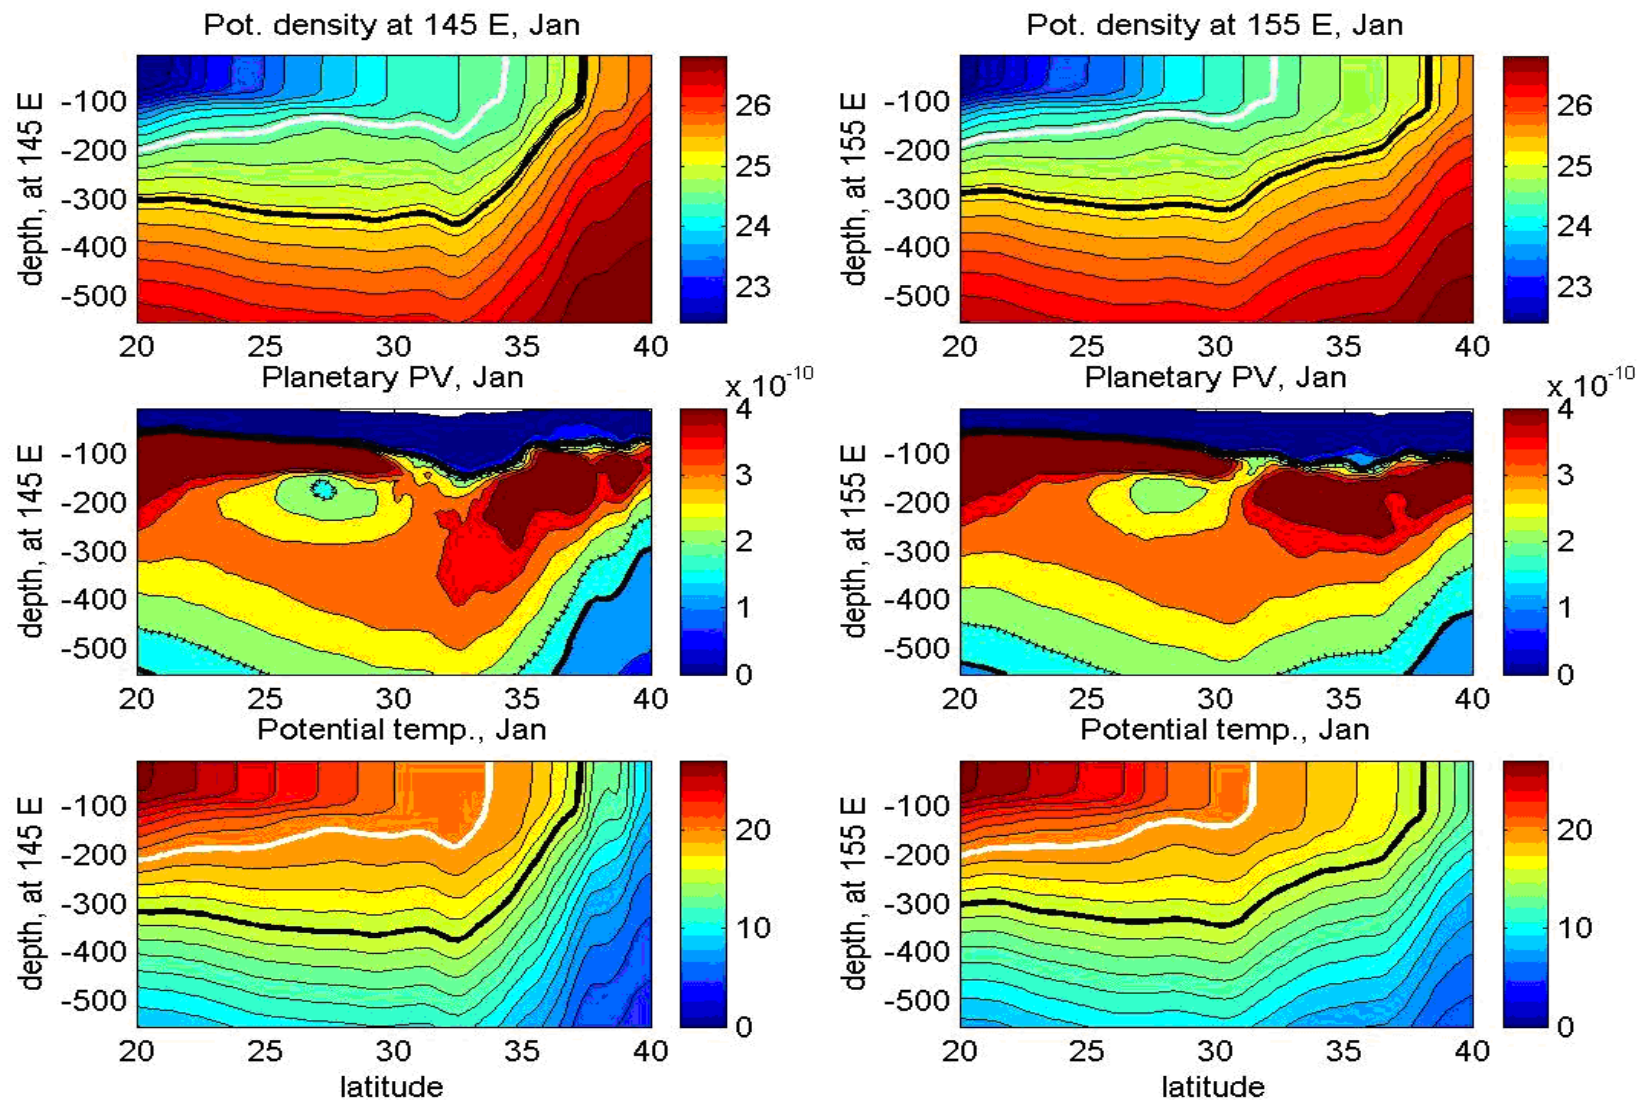 Pot. density at 145 E, Jan
depth, at 145 E
-100
-200
-300
-400
-500
20 25 30 35 40
26
25
24
23
Pot. density at 155 E, Jan
depth, at 155 E
-100
-200
-300
-400
-500
20 25 30 35 40
26
25
24
23
Planetary PV, Jan
x 10-10
depth, at 145 E
-100
-200
-300
-400
-500
20 25 30 35 40
4
3
2
1
0
Planetary PV, Jan
x 10-10
depth, at 155 E
-100
-200
-300
-400
-500
20 25 30 35 40
4
3
2
1
0
Potential temp., Jan
depth, at 145 E
-100
-200
-300
-400
-500
20 25 30 35 40
latitude
20
10
0
Potential temp., Jan
depth, at 155 E
-100
-200
-300
-400
-500
20 25 30 35 40
latitude
20
10
0